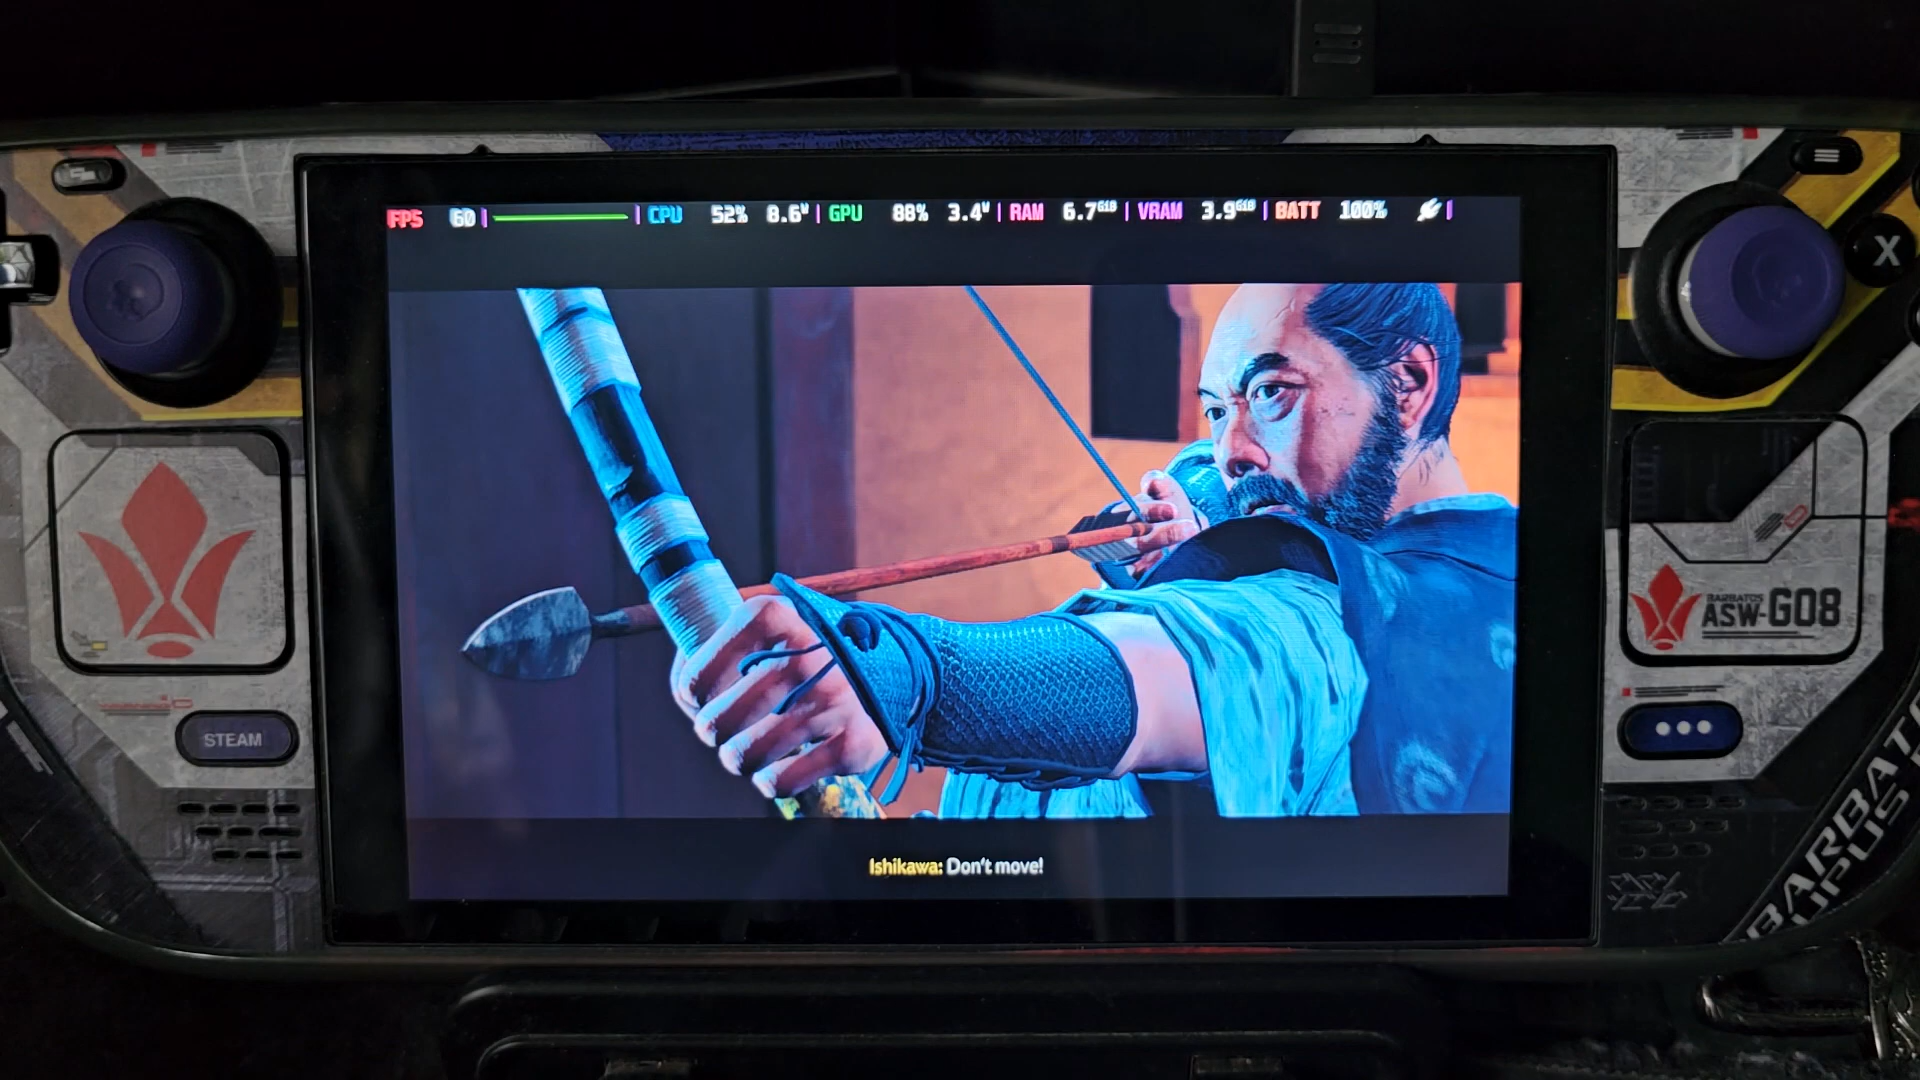 FPS 60 | CPU 52% 8.6W | GPU 88% 3.4W | RAM 6.7GiB | VRAM 3.9GiB | BATT 100%
X
BARBATOS
ASW-G08
STEAM
Ishikawa: Don't move!